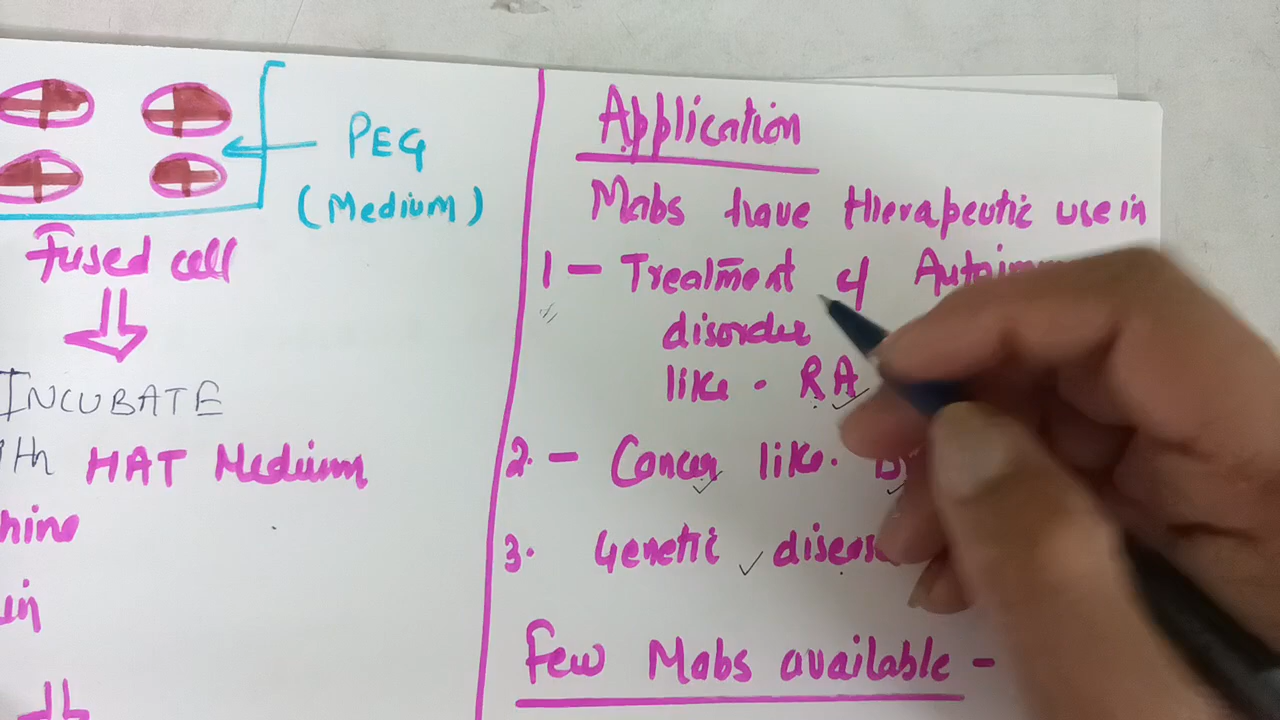 PEG
(Medium)
Fused cell
INCUBATE
HAT Medium
Application
Mabs have therapeutic use in
1 - Treatment of
disorder
like - RA
2. - Cancer like.
3. Genetic
Few Mabs available -